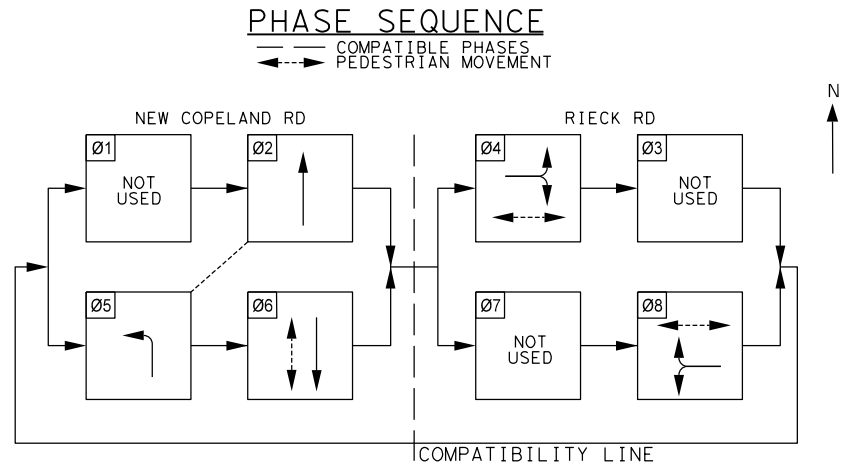 PHASE SEQUENCE
COMPATIBLE PHASES
PEDESTRIAN MOVEMENT
N
NEW COPELAND RD
RIECK RD
Ø1
NOT
USED
Ø2
Ø4
Ø3
NOT
USED
Ø5
Ø6
Ø7
NOT
USED
Ø8
COMPATIBILITY LINE